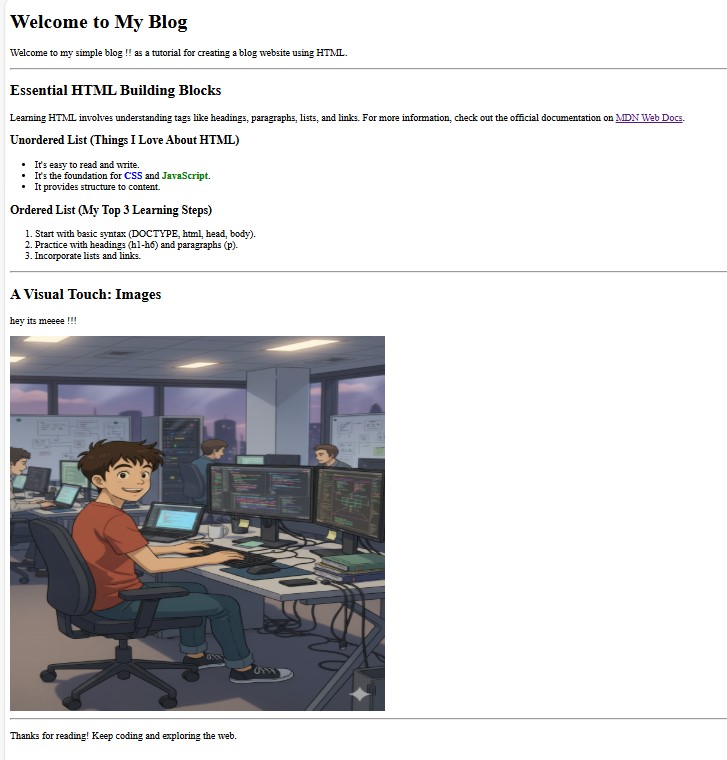 Welcome to My Blog
Welcome to my simple blog !! as a tutorial for creating a blog website using HTML.
Essential HTML Building Blocks
Learning HTML involves understanding tags like headings, paragraphs, lists, and links. For more information, check out the official documentation on MDN Web Docs.
Unordered List (Things I Love About HTML)
• It's easy to read and write.
• It's the foundation for CSS and JavaScript.
• It provides structure to content.
Ordered List (My Top 3 Learning Steps)
1. Start with basic syntax (DOCTYPE, html, head, body).
2. Practice with headings (h1-h6) and paragraphs (p).
3. Incorporate lists and links.
A Visual Touch: Images
hey its meeee !!!
Thanks for reading! Keep coding and exploring the web.